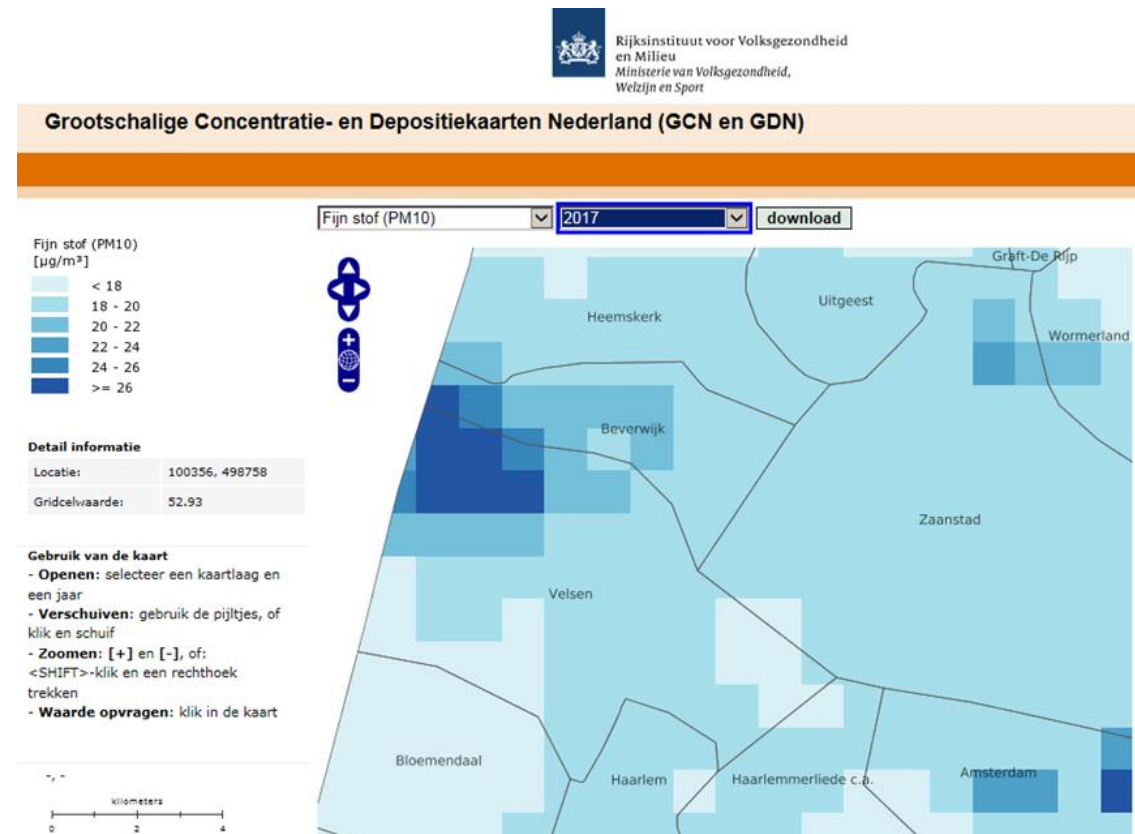 Rijksinstituut voor Volksgezondheid
en Milieu
Ministerie van Volksgezondheid,
Welzijn en Sport
Grootschalige Concentratie- en Depositiekaarten Nederland (GCN en GDN)
Fijn stof (PM10) 2017 download
Fijn stof (PM10)
[µg/m³]
< 18
18 - 20
20 - 22
22 - 24
24 - 26
>= 26
Detail informatie
Locatie: 100356, 498758
Gridcelwaarde: 52.93
Gebruik van de kaart
- Openen: selecteer een kaartlaag en
een jaar
- Verschuiven: gebruik de pijltjes, of
klik en schuif
- Zoomen: [+] en [-], of:
<SHIFT>-klik en een rechthoek
trekken
- Waarde opvragen: klik in de kaart
-, -
kilometers
0 2 4
Graft-De Rijp
Uitgeest
Heemskerk
Wormerland
Beverwijk
Zaanstad
Velsen
Bloemendaal
Haarlem
Haarlemmerliede c.a.
Amsterdam